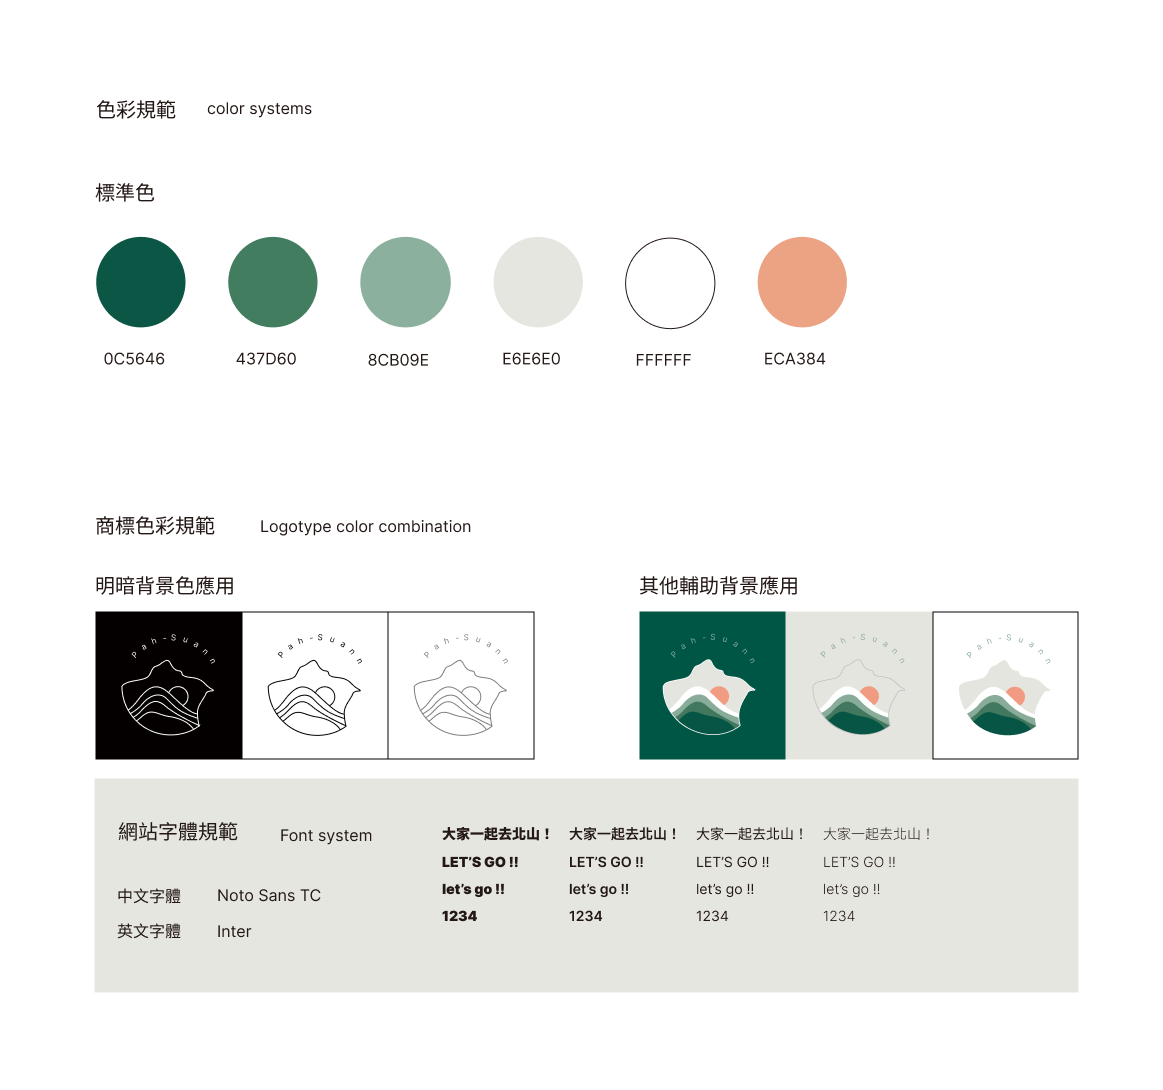 色彩規範 color systems
標準色
0C5646 437D60 8CB09E E6E6E0 FFFFFF ECA384
商標色彩規範 Logotype color combination
明暗背景色應用 其他輔助背景應用
Pah-Suann Pah-Suann Pah-Suann Pah-Suann Pah-Suann Pah-Suann
網站字體規範 Font system
中文字體 Noto Sans TC
英文字體 Inter
大家一起去北山！ 大家一起去北山！ 大家一起去北山！ 大家一起去北山！
LET’S GO !! LET’S GO !! LET’S GO !! LET’S GO !!
let’s go !! let’s go !! let’s go !! let’s go !!
1234 1234 1234 1234